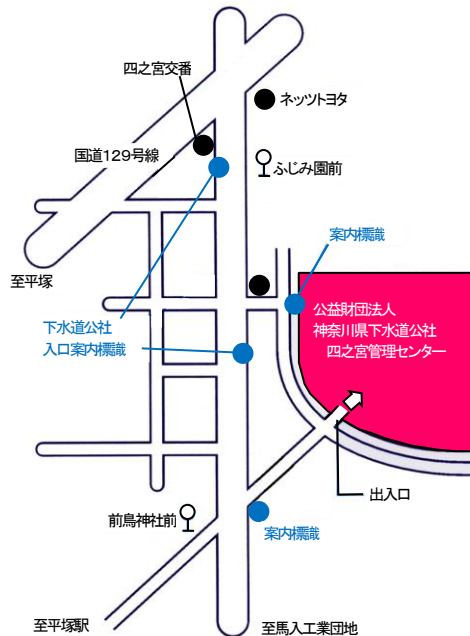 四之宮交番
ネッツトヨタ
国道129号線
ふじみ園前
案内標識
至平塚
公益財団法人
神奈川県下水道公社
四之宮管理センター
下水道公社
入口案内標識
出入口
前鳥神社前
案内標識
至平塚駅
至馬入工業団地